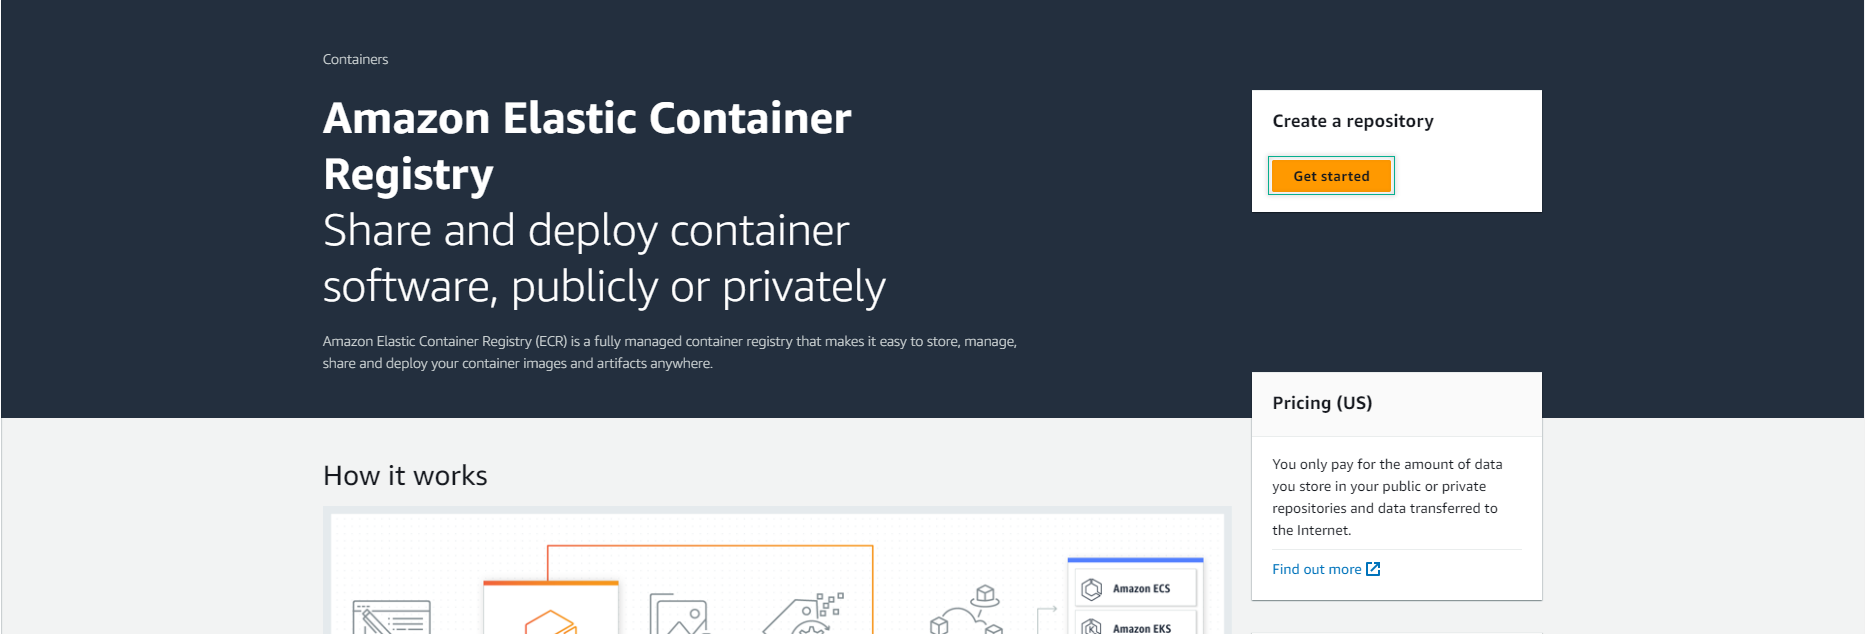 Containers
Amazon Elastic Container
Registry
Share and deploy container
software, publicly or privately
Amazon Elastic Container Registry (ECR) is a fully managed container registry that makes it easy to store, manage,
share and deploy your container images and artifacts anywhere.
Create a repository
Get started
Pricing (US)
You only pay for the amount of data
you store in your public or private
repositories and data transferred to
the Internet.
Find out more
How it works
Amazon ECS
Amazon EKS